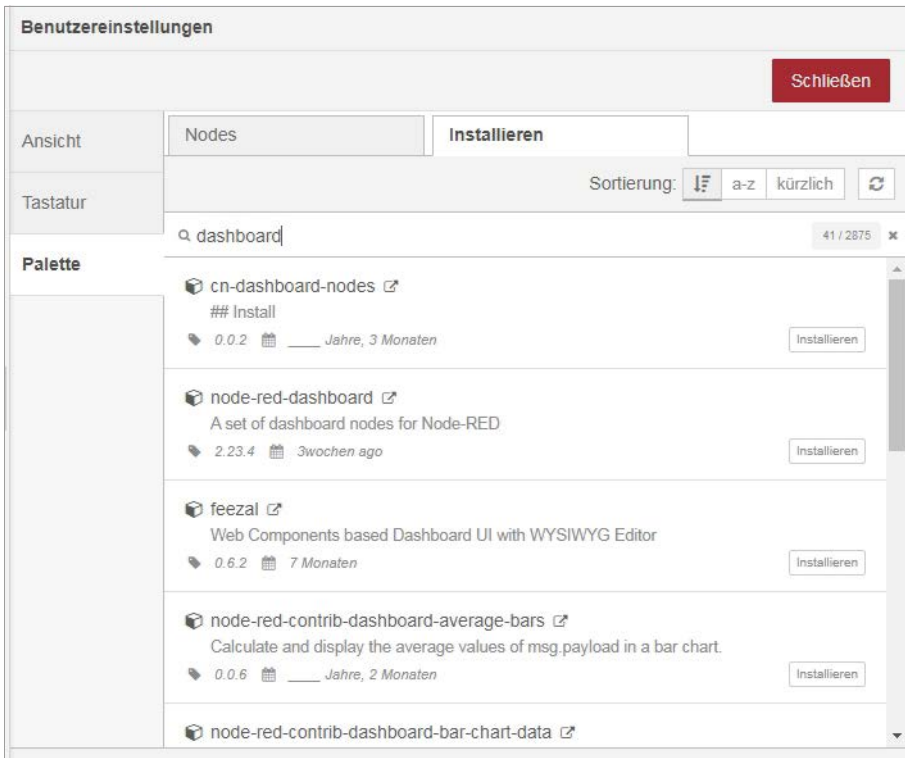 Benutzereinstellungen
Schließen
Ansicht
Tastatur
Palette
Nodes
Installieren
Sortierung: a-z kürzlich
dashboard 41 / 2875
cn-dashboard-nodes
## Install
0.0.2 ____ Jahre, 3 Monaten Installieren
node-red-dashboard
A set of dashboard nodes for Node-RED
2.23.4 3wochen ago Installieren
feezal
Web Components based Dashboard UI with WYSIWYG Editor
0.6.2 7 Monaten Installieren
node-red-contrib-dashboard-average-bars
Calculate and display the average values of msg.payload in a bar chart.
0.0.6 ____ Jahre, 2 Monaten Installieren
node-red-contrib-dashboard-bar-chart-data